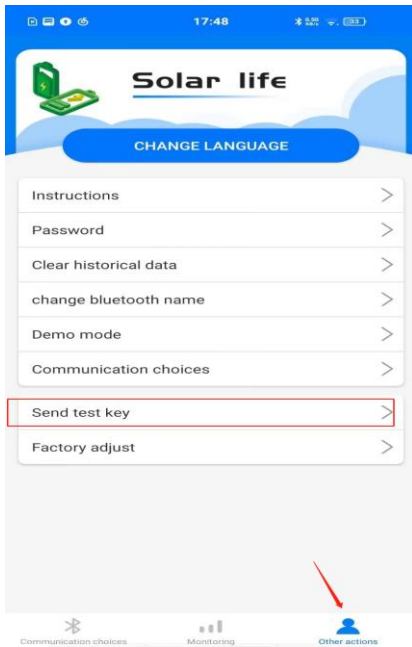 17:48
Solar life
CHANGE LANGUAGE
Instructions
Password
Clear historical data
change bluetooth name
Demo mode
Communication choices
Send test key
Factory adjust
Communication choices
Monitoring
Other actions